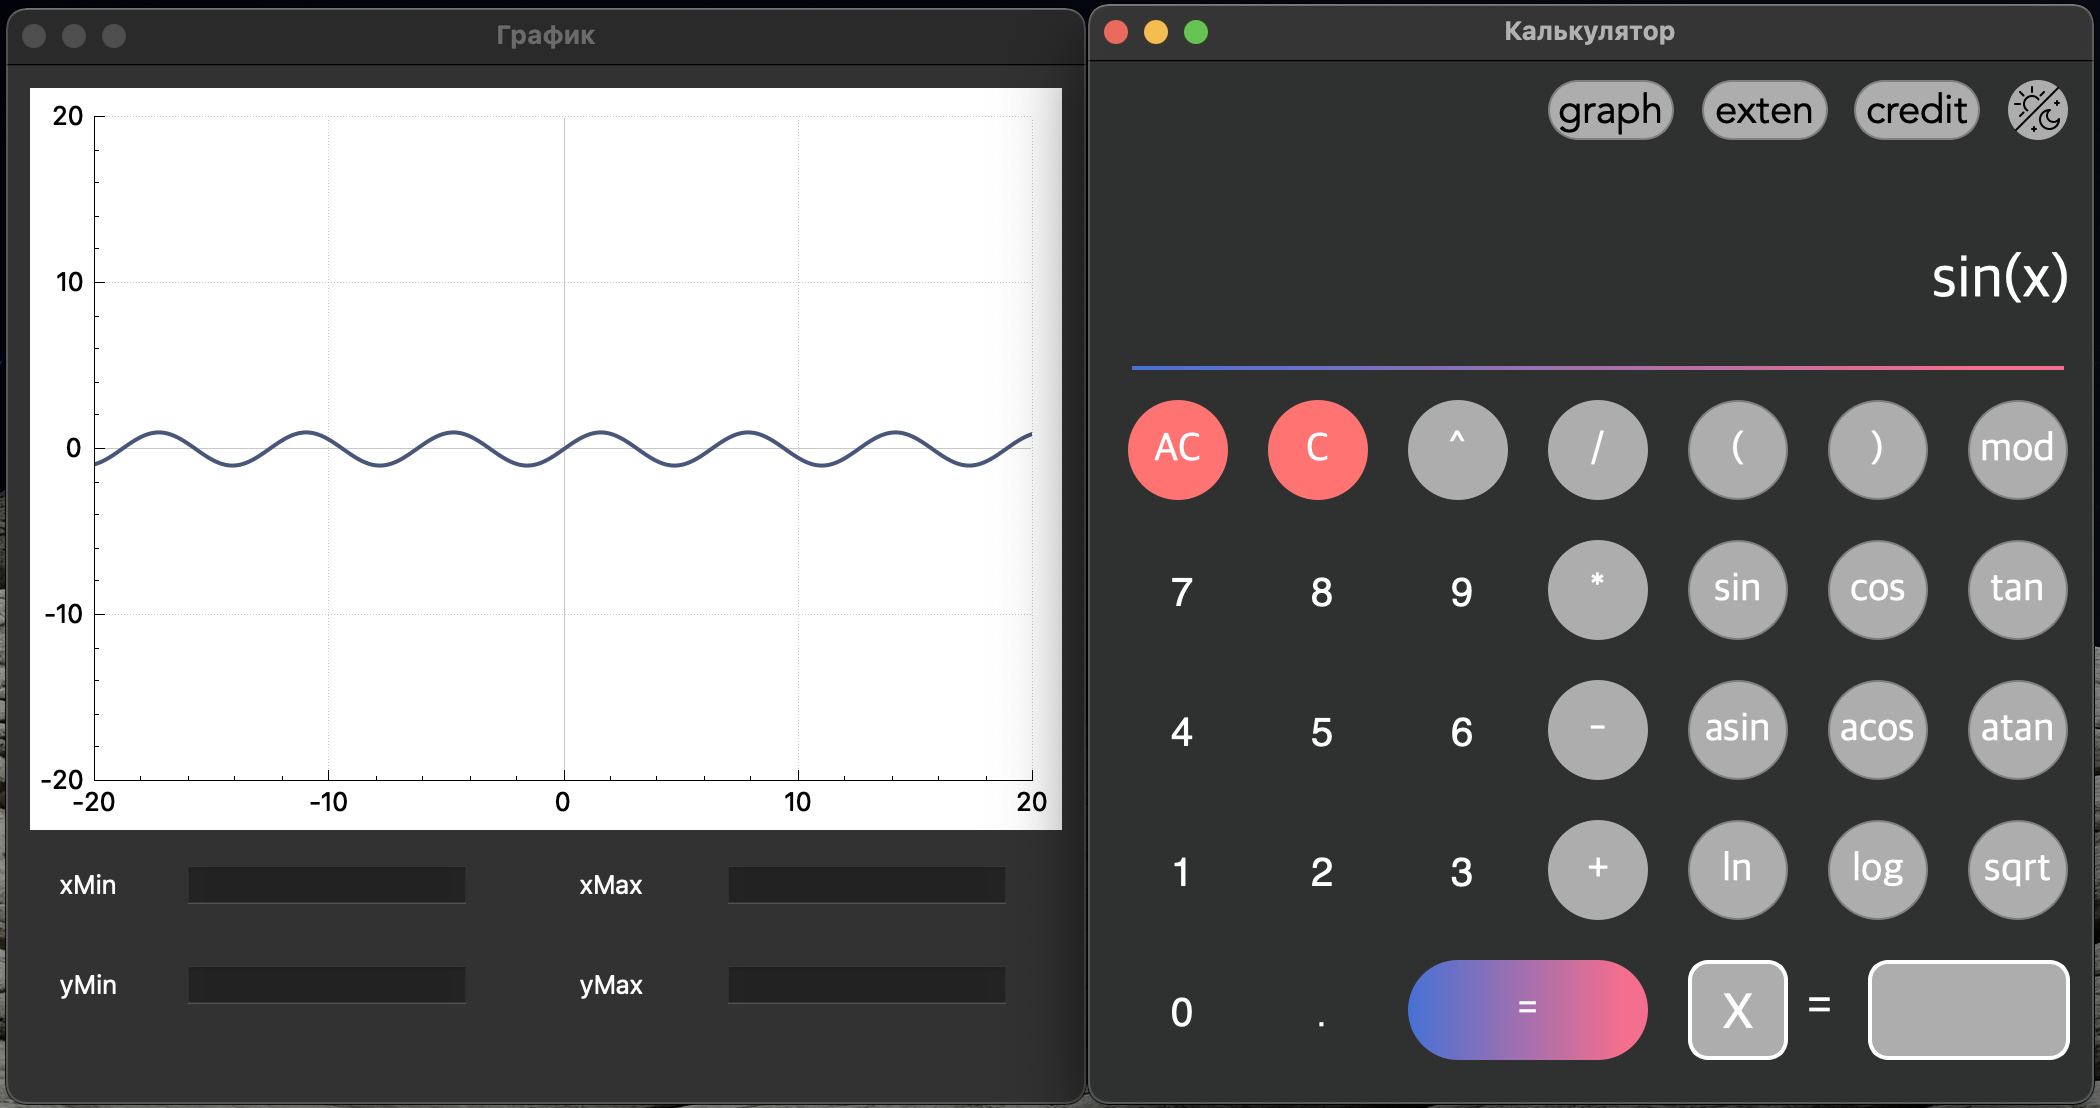 График
20
10
0
-10
-20
-20 -10 0 10 20
xMin xMax
yMin yMax
Калькулятор
graph exten credit
sin(x)
AC C ^ / ( ) mod
7 8 9 * sin cos tan
4 5 6 - asin acos atan
1 2 3 + ln log sqrt
0 . = X =